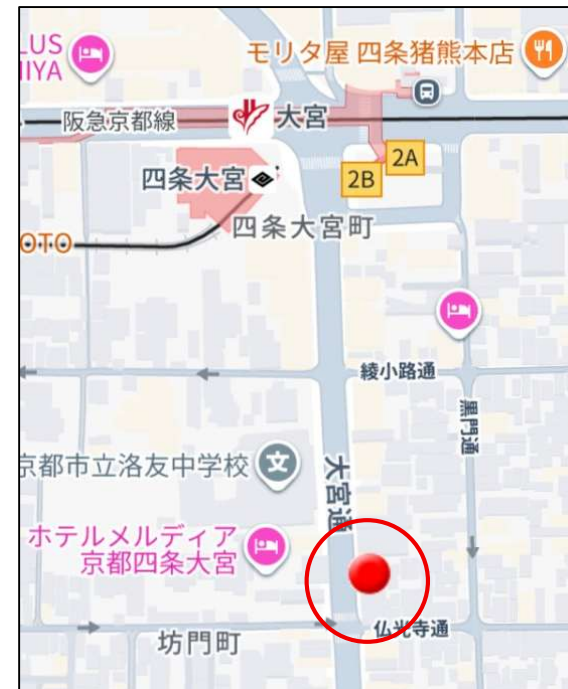 LUS
IIYA
モリタ屋 四条猪熊本店
阪急京都線
大宮
2A
2B
四条大宮
四条大宮町
OTO
綾小路通
黒門通
京都市立洛友中学校
文
大宮通
ホテルメルディア
京都四条大宮
仏光寺通
坊門町